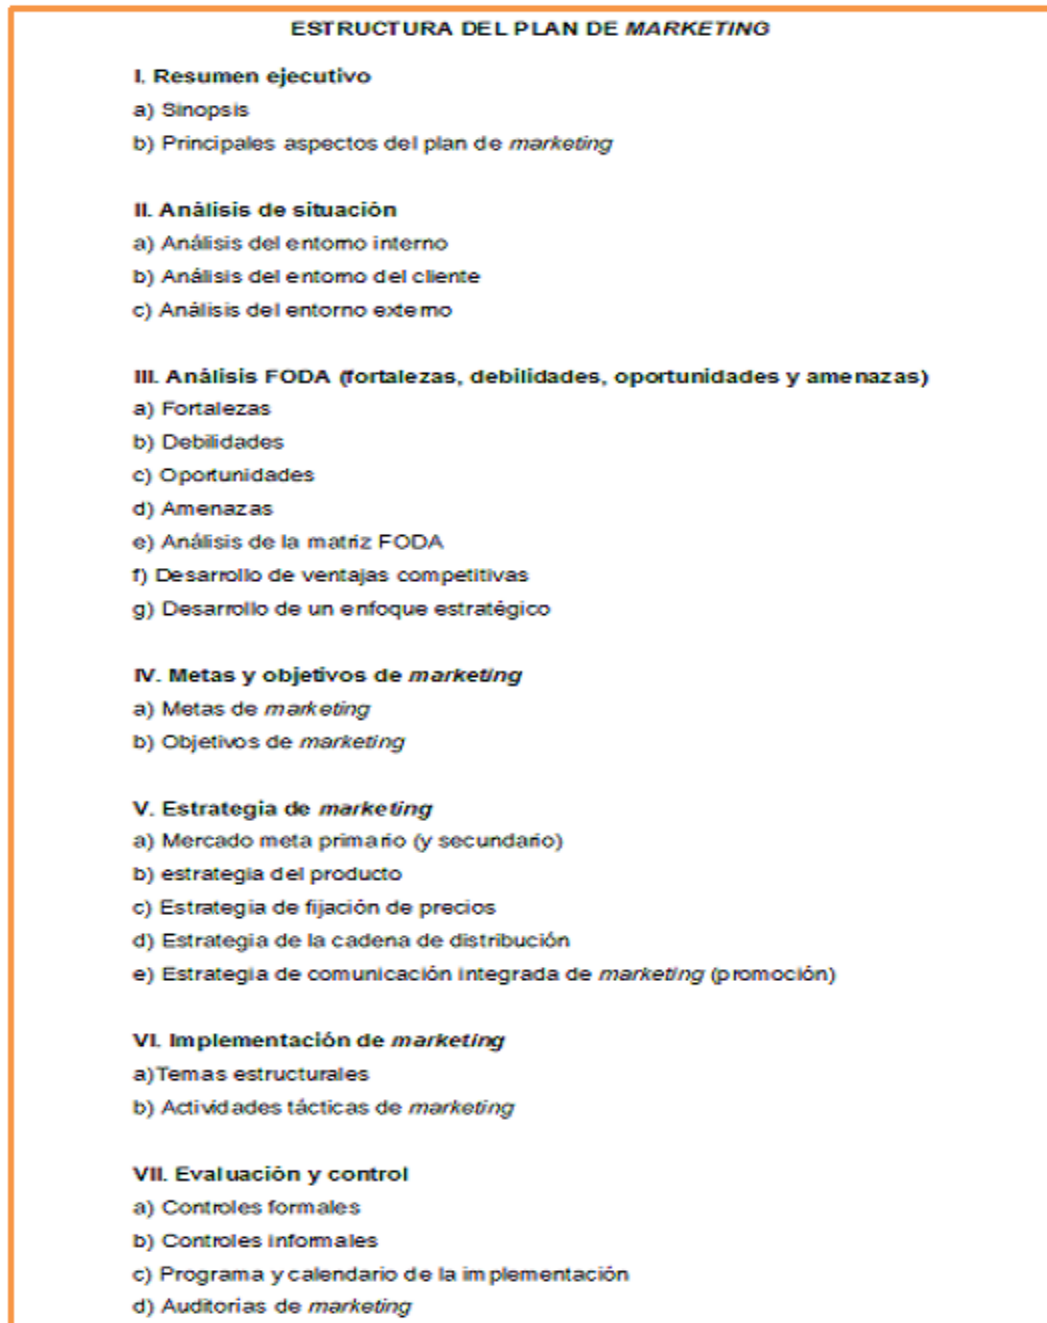 ESTRUCTURA DEL PLAN DE MARKETING
I. Resumen ejecutivo
a) Sinopsis
b) Principales aspectos del plan de marketing
II. Análisis de situación
a) Análisis del entorno interno
b) Análisis del entorno del cliente
c) Análisis del entorno externo
III. Análisis FODA (fortalezas, debilidades, oportunidades y amenazas)
a) Fortalezas
b) Debilidades
c) Oportunidades
d) Amenazas
e) Análisis de la matriz FODA
f) Desarrollo de ventajas competitivas
g) Desarrollo de un enfoque estratégico
IV. Metas y objetivos de marketing
a) Metas de marketing
b) Objetivos de marketing
V. Estrategia de marketing
a) Mercado meta primario (y secundario)
b) estrategia del producto
c) Estrategia de fijación de precios
d) Estrategia de la cadena de distribución
e) Estrategia de comunicación integrada de marketing (promoción)
VI. Implementación de marketing
a)Temas estructurales
b) Actividades tácticas de marketing
VII. Evaluación y control
a) Controles formales
b) Controles informales
c) Programa y calendario de la implementación
d) Auditorias de marketing